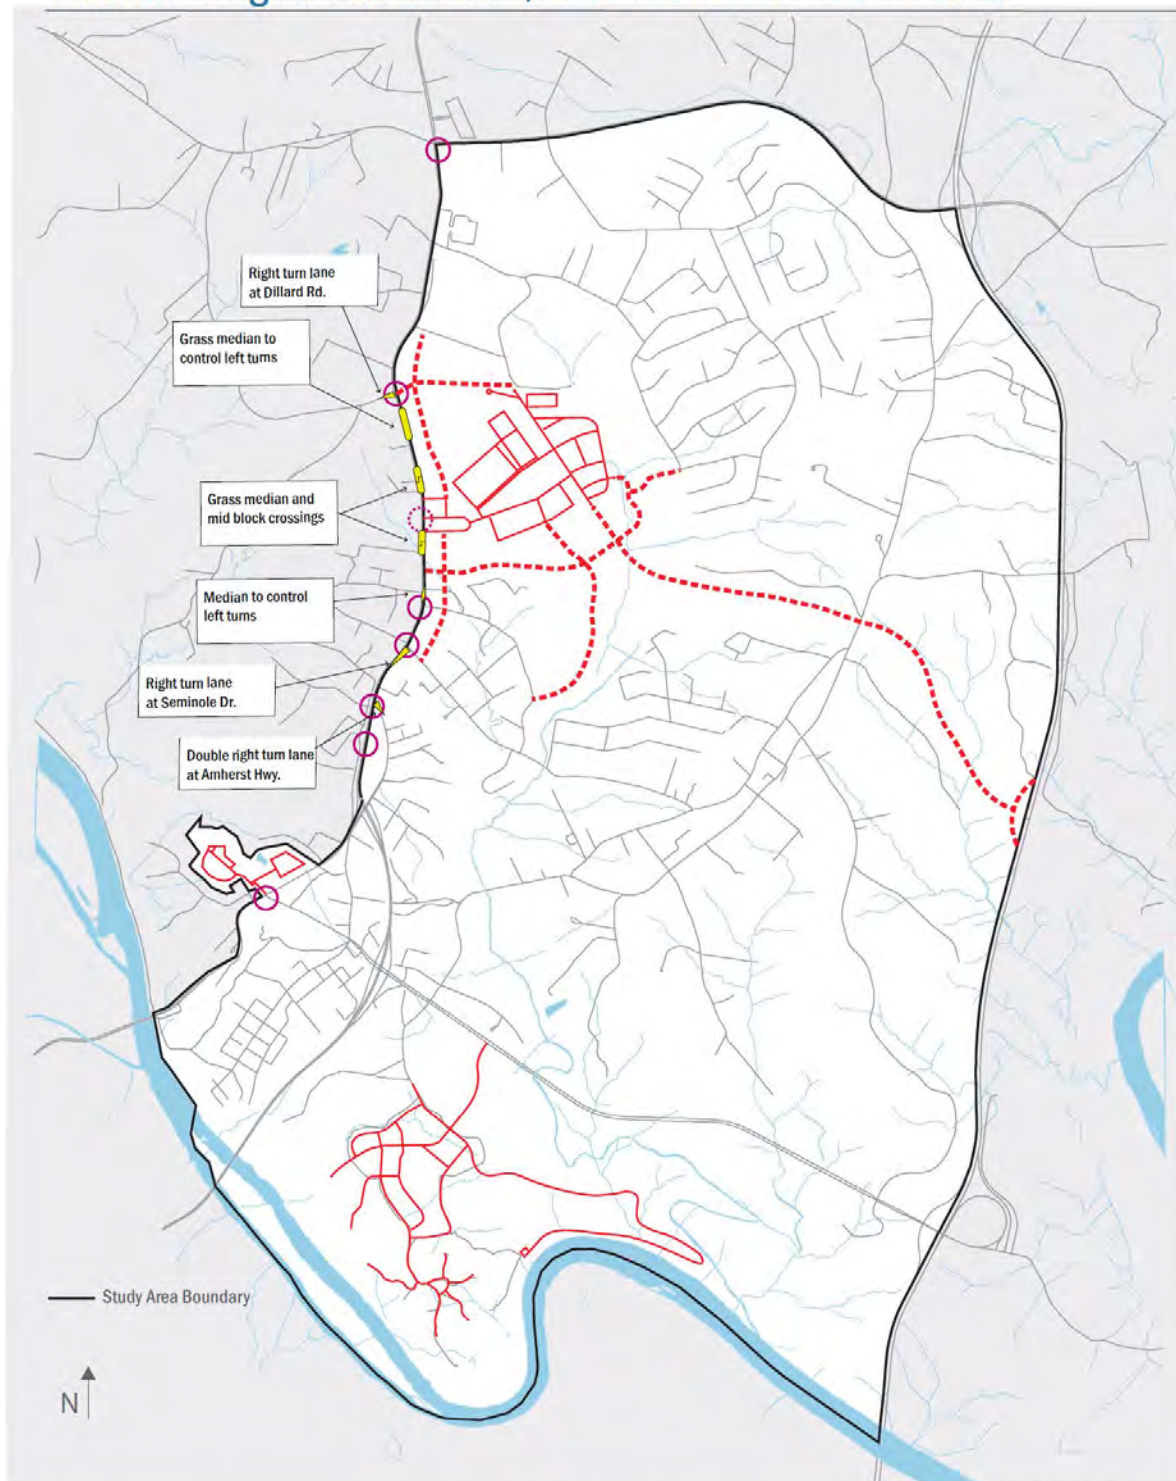 Right turn lane
at Dillard Rd.
Grass median to
control left turns
Grass median and
mid block crossings
Median to control
left turns
Right turn lane
at Seminole Dr.
Double right turn lane
at Amherst Hwy.
Study Area Boundary
N